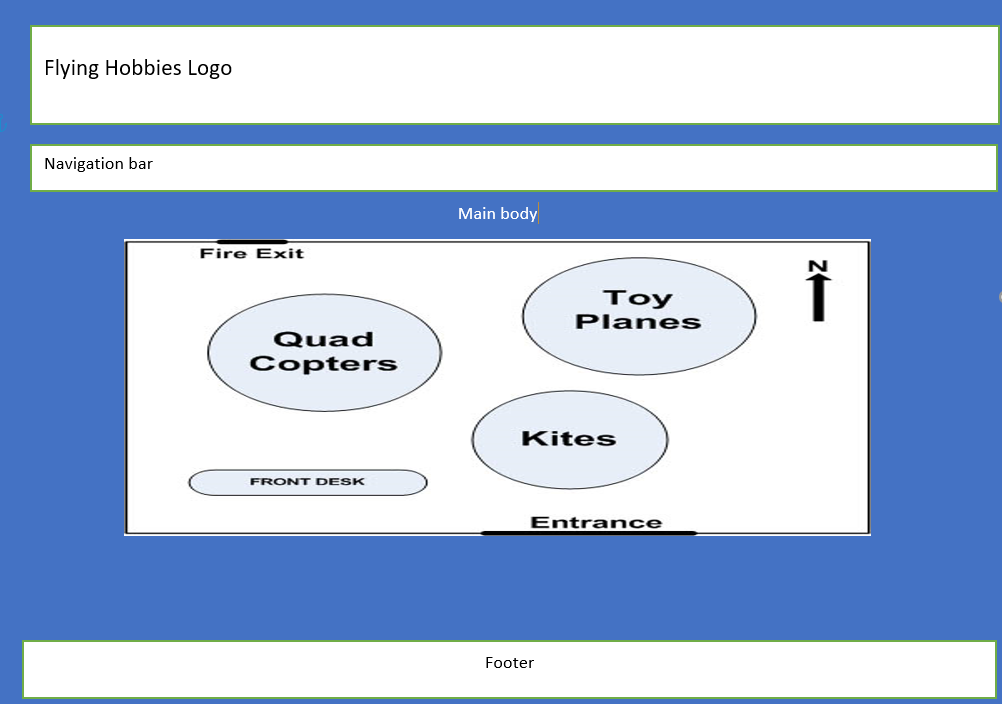 Flying Hobbies Logo
Navigation bar
Main body
Fire Exit
N
Toy
Planes
Quad
Copters
Kites
FRONT DESK
Entrance
Footer